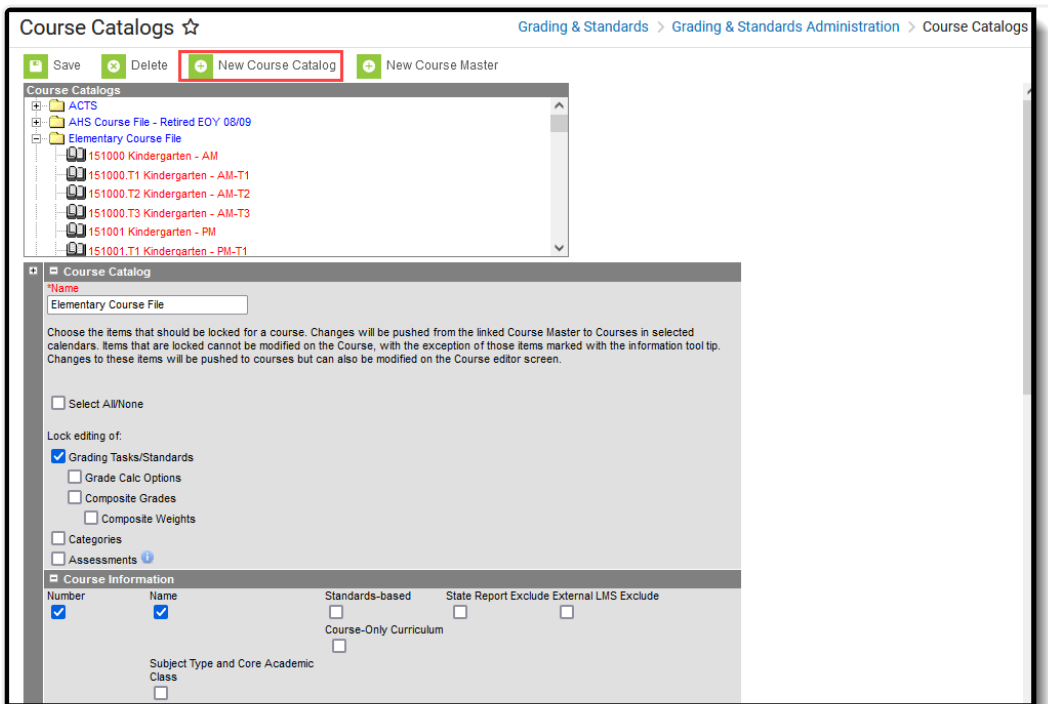 Course Catalogs ☆
Grading & Standards > Grading & Standards Administration > Course Catalogs
Save Delete New Course Catalog New Course Master
Course Catalogs
ACTS
AHS Course File - Retired EOY 08/09
Elementary Course File
151000 Kindergarten - AM
151000.T1 Kindergarten - AM-T1
151000.T2 Kindergarten - AM-T2
151000.T3 Kindergarten - AM-T3
151001 Kindergarten - PM
151001.T1 Kindergarten - PM-T1
Course Catalog
*Name
Elementary Course File
Choose the items that should be locked for a course. Changes will be pushed from the linked Course Master to Courses in selected
calendars. Items that are locked cannot be modified on the Course, with the exception of those items marked with the information tool tip.
Changes to these items will be pushed to courses but can also be modified on the Course editor screen.
Select All/None
Lock editing of:
Grading Tasks/Standards
Grade Calc Options
Composite Grades
Composite Weights
Categories
Assessments
Course Information
Number Name Standards-based State Report Exclude External LMS Exclude
Course-Only Curriculum
Subject Type and Core Academic
Class